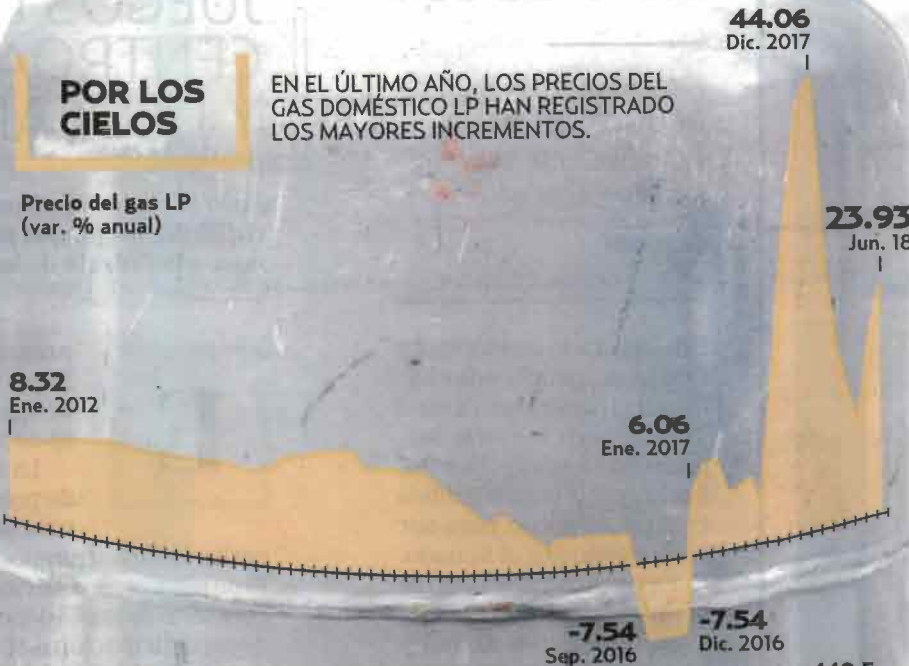 POR LOS
CIELOS
EN EL ÚLTIMO AÑO, LOS PRECIOS DEL
GAS DOMÉSTICO LP HAN REGISTRADO
LOS MAYORES INCREMENTOS.
Precio del gas LP
(var. % anual)
44.06
Dic. 2017
23.93
Jun. 18
8.32
Ene. 2012
6.06
Ene. 2017
-7.54
Sep. 2016
-7.54
Dic. 2016